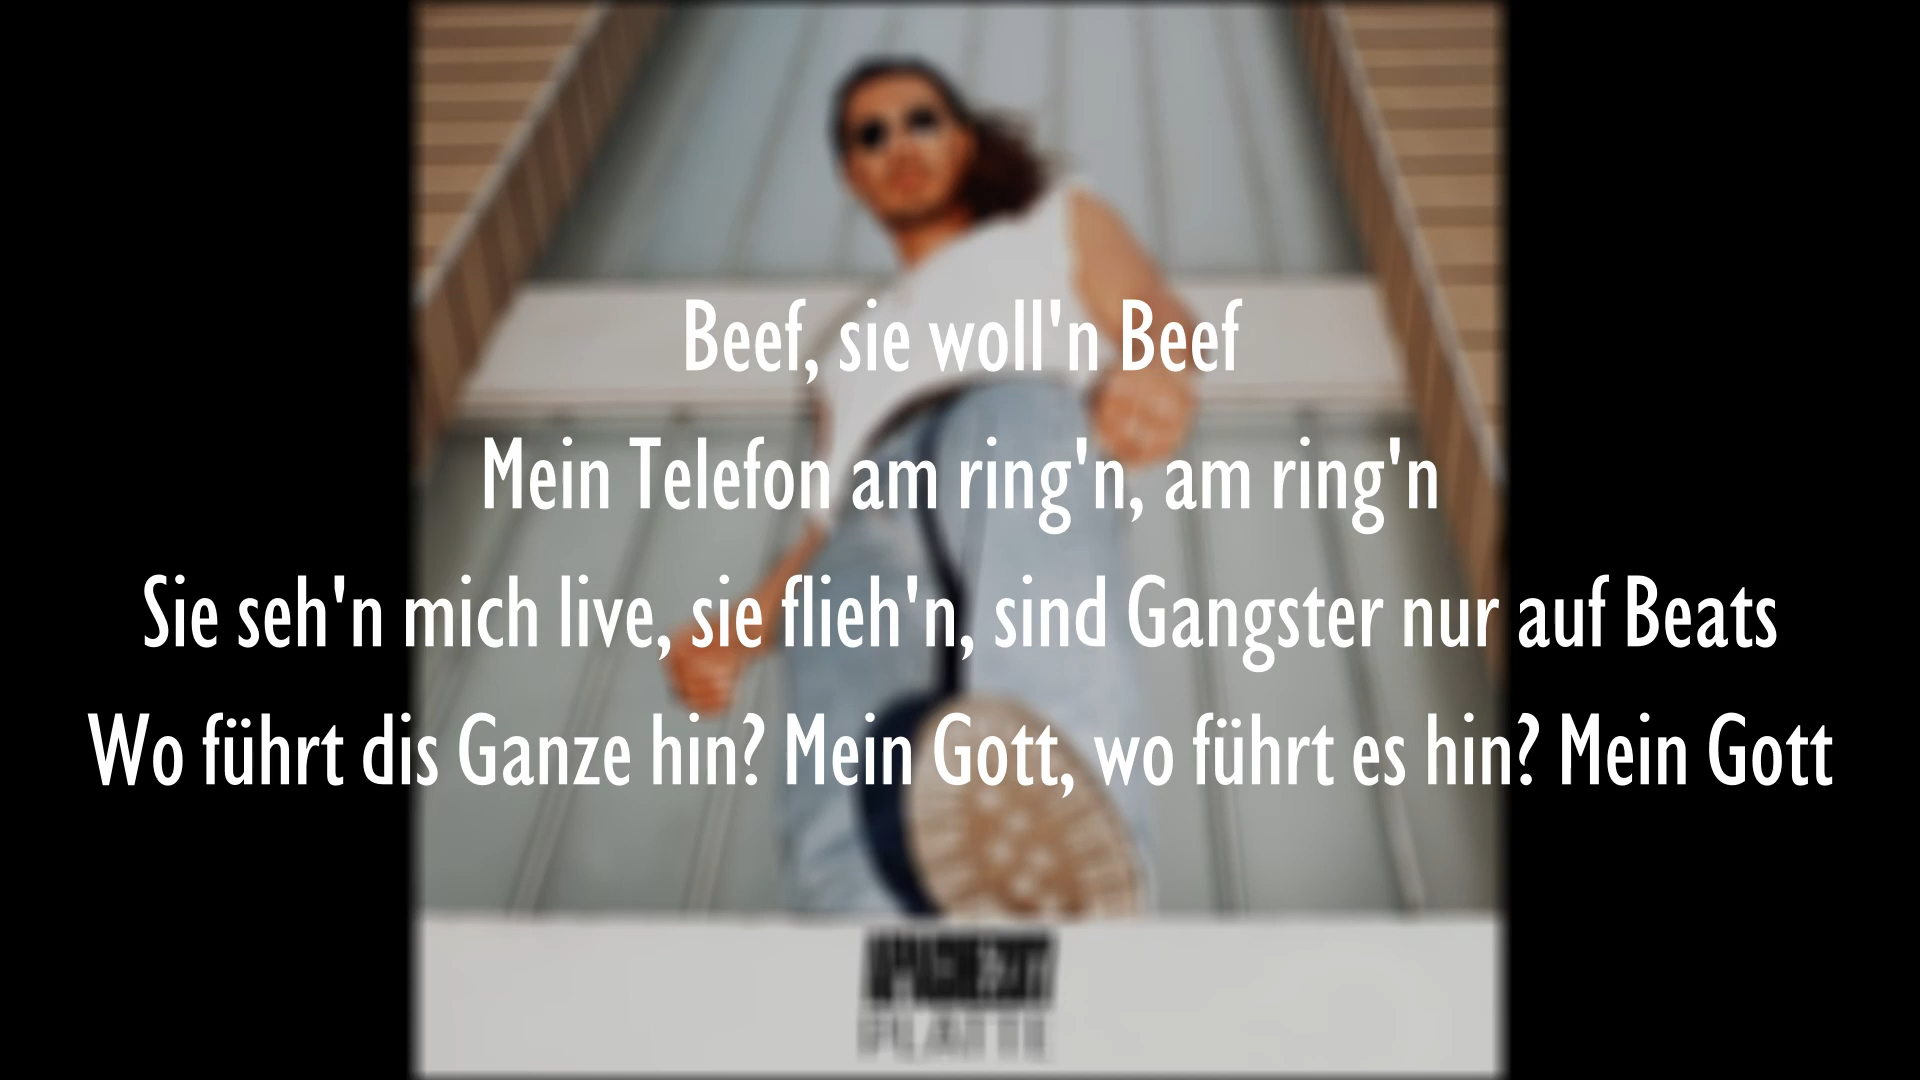 Beef, sie woll'n Beef
Mein Telefon am ring'n, am ring'n
Sie seh'n mich live, sie flieh'n, sind Gangster nur auf Beats
Wo führt dis Ganze hin? Mein Gott, wo führt es hin? Mein Gott
PLATTE